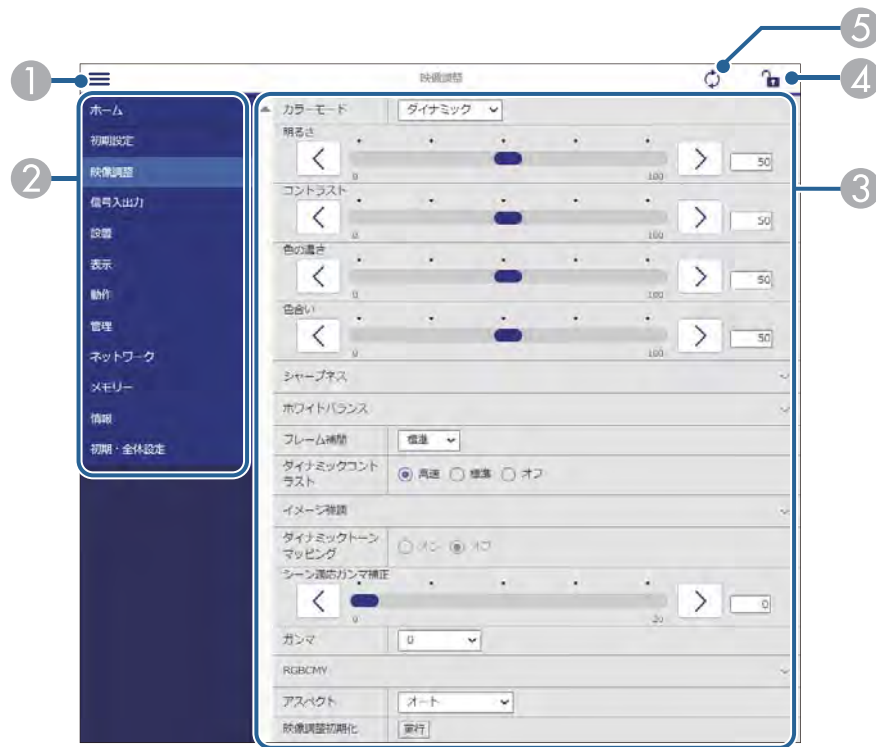 5
1
映像調整
4
ホーム
カラーモード
ダイナミック
初期設定
明るさ
2
映像調整
0
100
50
3
信号入出力
コントラスト
設置
0
100
50
表示
色の濃さ
動作
0
100
50
管理
色合い
ネットワーク
0
100
50
メモリー
シャープネス
情報
ホワイトバランス
初期・全体設定
フレーム補間
標準
ダイナミックコント
ラスト
高速
標準
オフ
イメージ強調
ダイナミックトーン
マッピング
オン
オフ
シーン適応ガンマ補正
0
20
0
ガンマ
0
RGBCMY
アスペクト
オート
映像調整初期化
実行